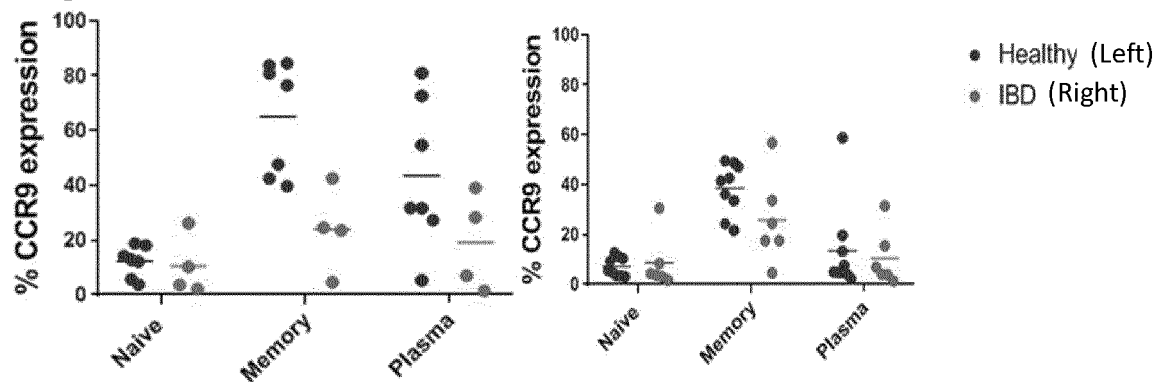 % CCR9 expression
100
80
60
40
20
0
Naive
Memory
Plasma
% CCR9 expression
100
80
60
40
20
0
Naive
Memory
Plasma
Healthy (Left)
IBD (Right)